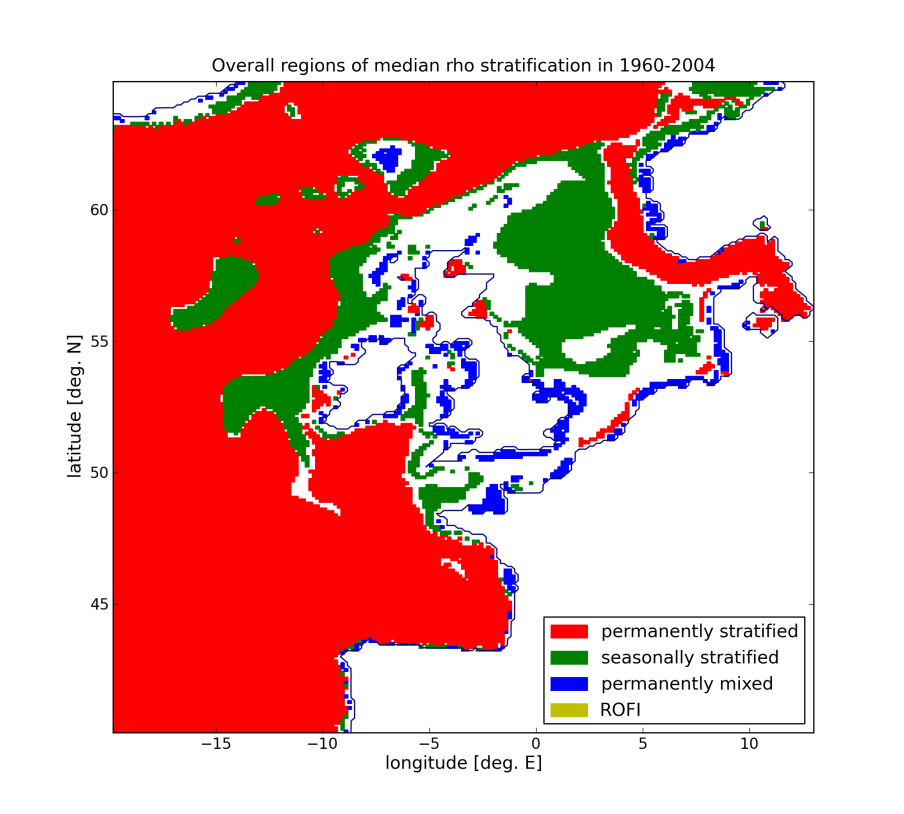 Overall regions of median rho stratification in 1960-2004
latitude [deg. N]
60
55
50
45
−15
−10
−5
0
5
10
longitude [deg. E]
permanently stratified
seasonally stratified
permanently mixed
ROFI